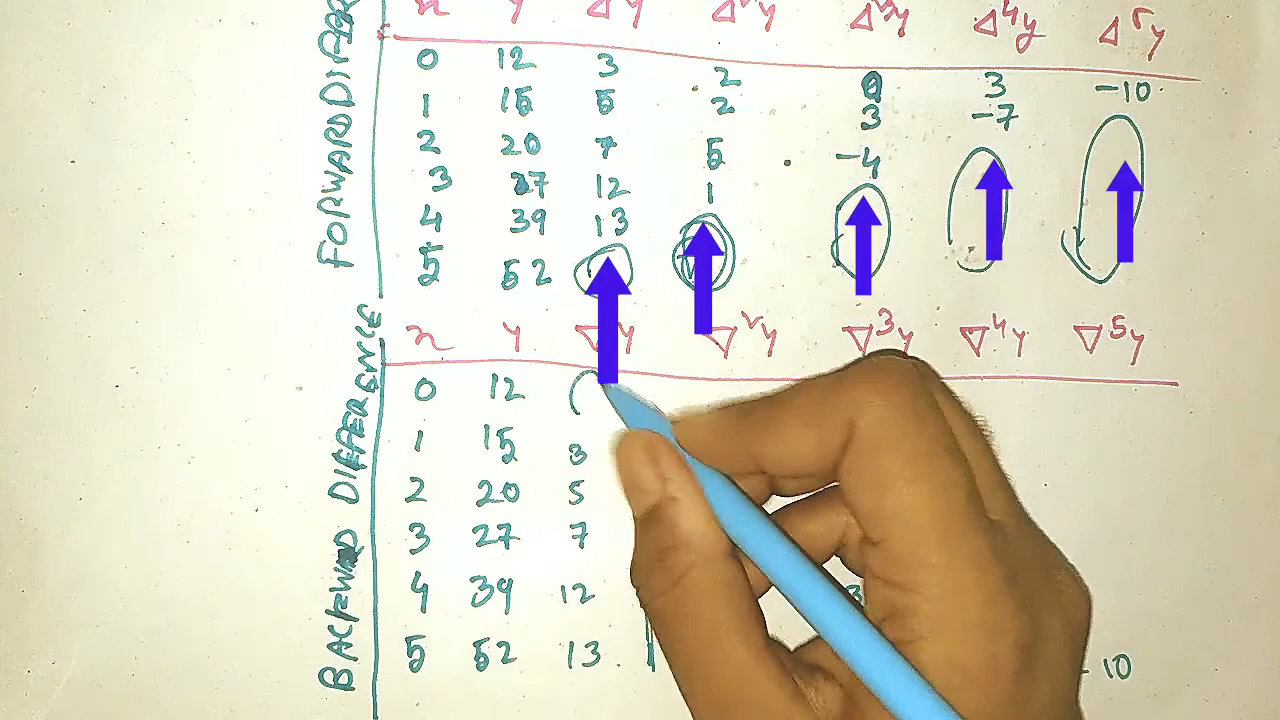 FORWARD DIFFER
x y Δy Δ²y Δ³y Δ⁴y Δ⁵y
0 12 3 2 0 3 -10
1 15 5 2 3 -7
2 20 7 5 -4
3 27 12 1
4 39 13
5 52
BACKWRD DIFFERENCE
x y ∇y ∇²y ∇³y ∇⁴y ∇⁵y
0 12
1 15 3
2 20 5
3 27 7
4 39 12 3
5 52 13 -10